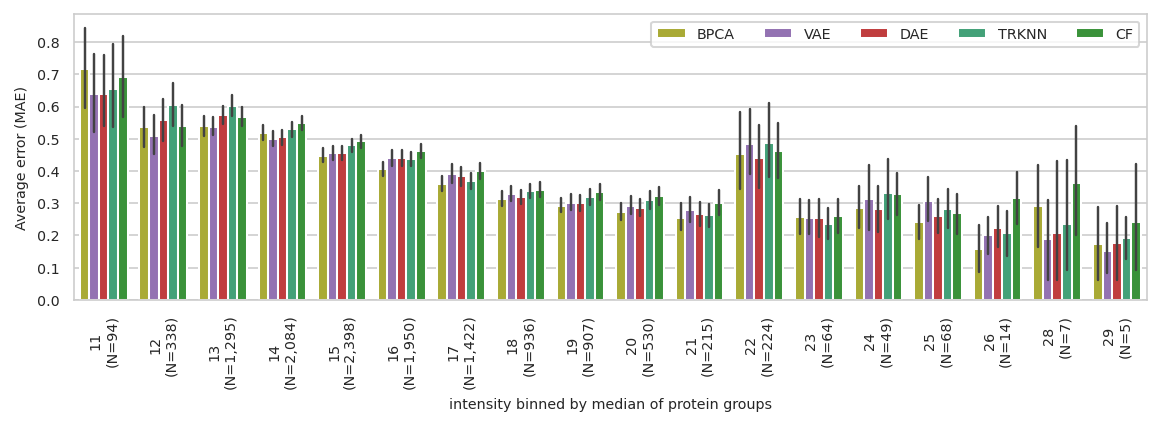 BPCA VAE DAE TRKNN CF
Average error (MAE)
0.8
0.7
0.6
0.5
0.4
0.3
0.2
0.1
0.0
11
(N=94)
12
(N=338)
13
(N=1,295)
14
(N=2,084)
15
(N=2,398)
16
(N=1,950)
17
(N=1,422)
18
(N=936)
19
(N=907)
20
(N=530)
21
(N=215)
22
(N=224)
23
(N=64)
24
(N=49)
25
(N=68)
26
(N=14)
28
(N=7)
29
(N=5)
intensity binned by median of protein groups